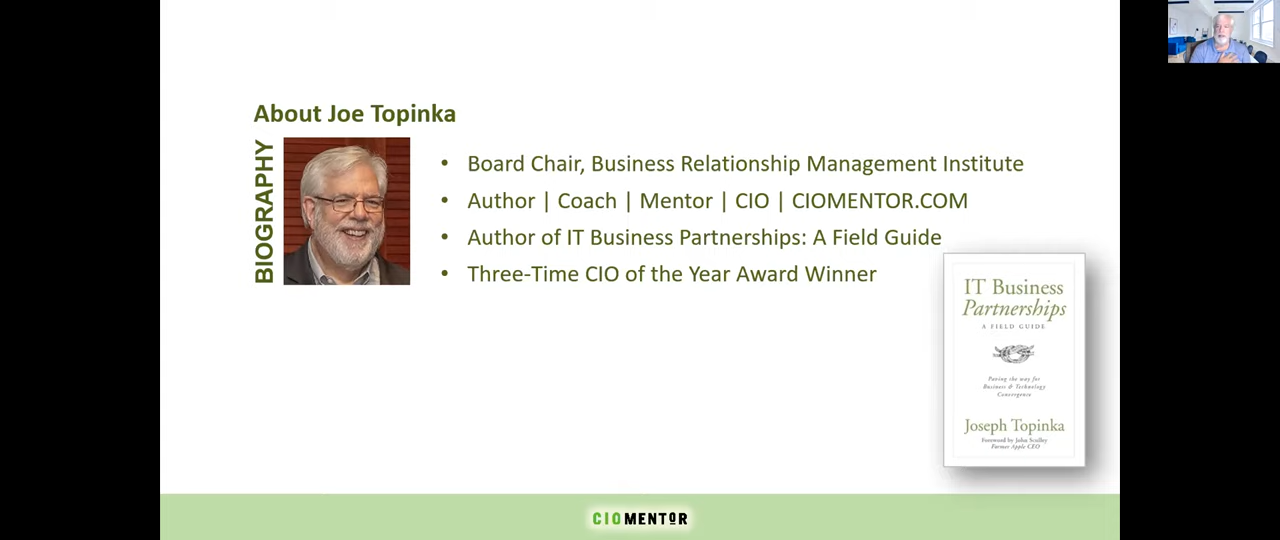 About Joe Topinka
BIOGRAPHY
• Board Chair, Business Relationship Management Institute
• Author | Coach | Mentor | CIO | CIOMENTOR.COM
• Author of IT Business Partnerships: A Field Guide
• Three-Time CIO of the Year Award Winner
IT Business
Partnerships
A FIELD GUIDE
Paving the way for
Business & Technology
Convergence
Joseph Topinka
Foreword by John Sculley
Former Apple CEO
CIOMENTOR